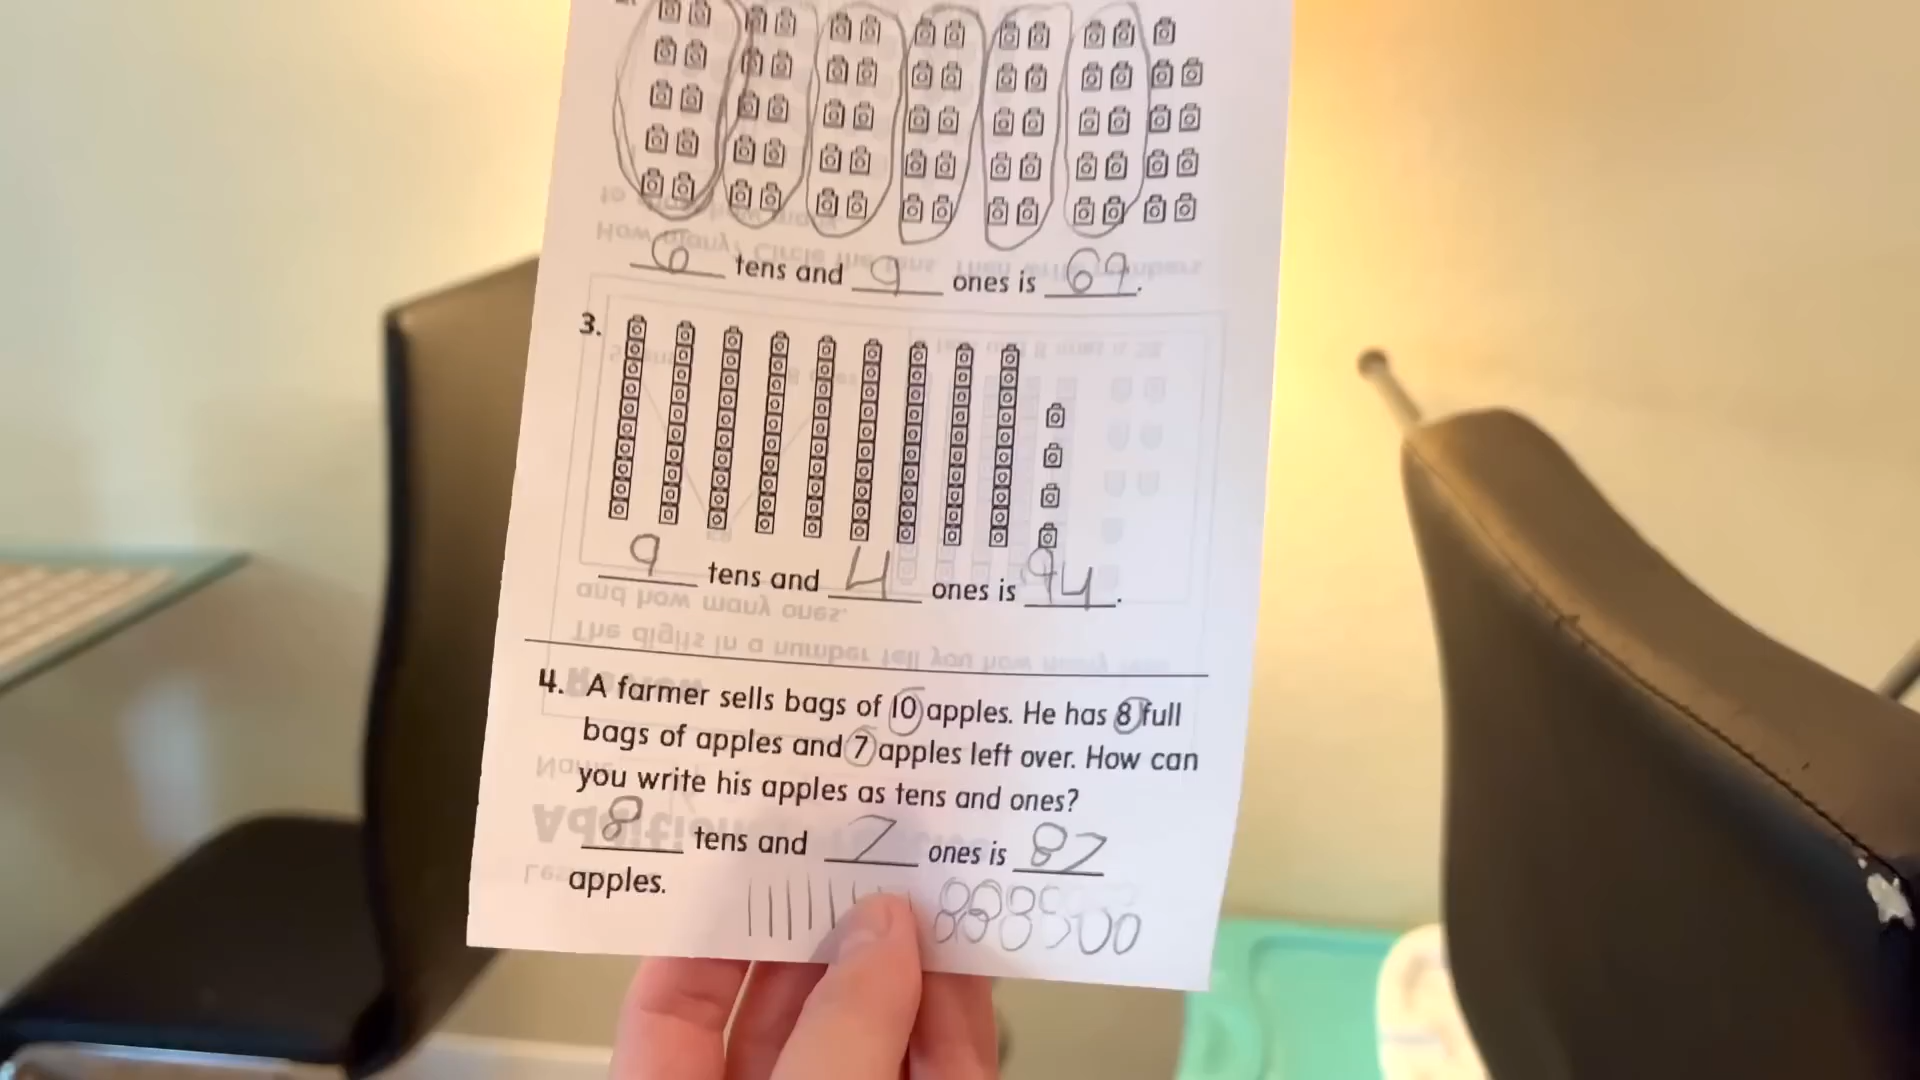 6 tens and 9 ones is 69.
3.
9 tens and 4 ones is 94.
4. A farmer sells bags of 10 apples. He has 8 full
bags of apples and 7 apples left over. How can
you write his apples as tens and ones?
8 tens and 7 ones is 87
apples.